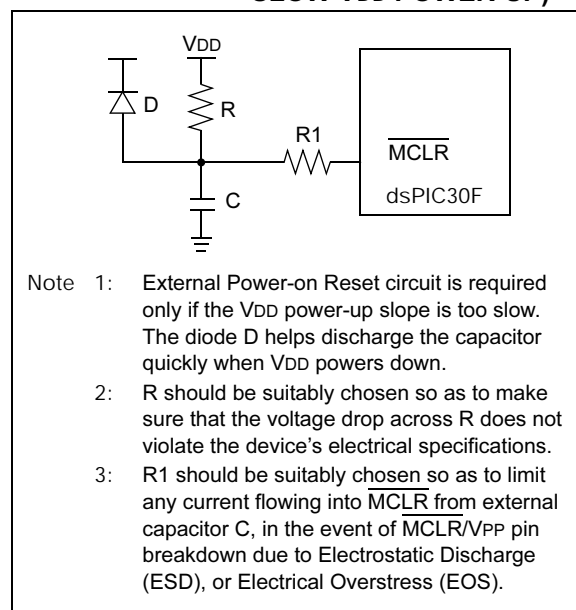 VDD
D
R
R1
MCLR
dsPIC30F
C
Note 1: External Power-on Reset circuit is required
only if the VDD power-up slope is too slow.
The diode D helps discharge the capacitor
quickly when VDD powers down.
2: R should be suitably chosen so as to make
sure that the voltage drop across R does not
violate the device's electrical specifications.
3: R1 should be suitably chosen so as to limit
any current flowing into MCLR from external
capacitor C, in the event of MCLR/VPP pin
breakdown due to Electrostatic Discharge
(ESD), or Electrical Overstress (EOS).